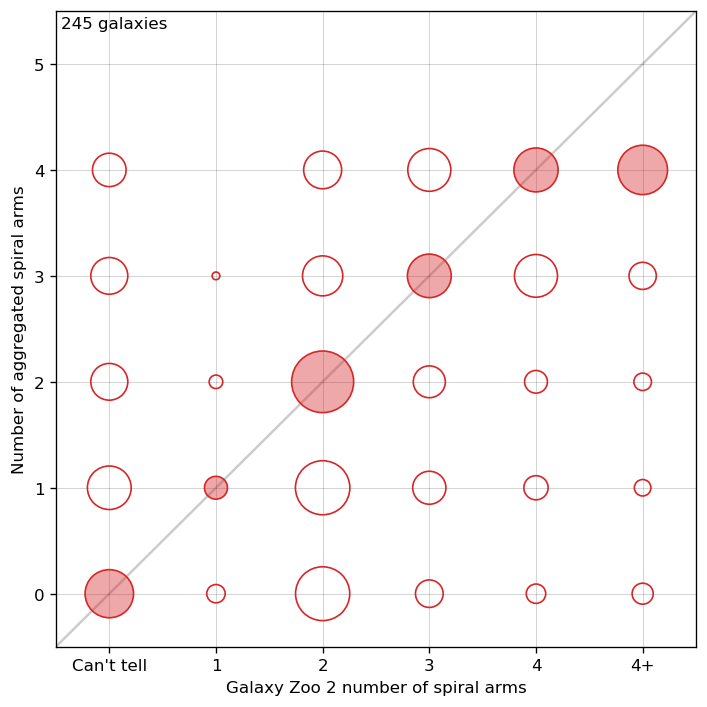 245 galaxies
5
4
3
2
1
0
Number of aggregated spiral arms
Can't tell 1 2 3 4 4+
Galaxy Zoo 2 number of spiral arms